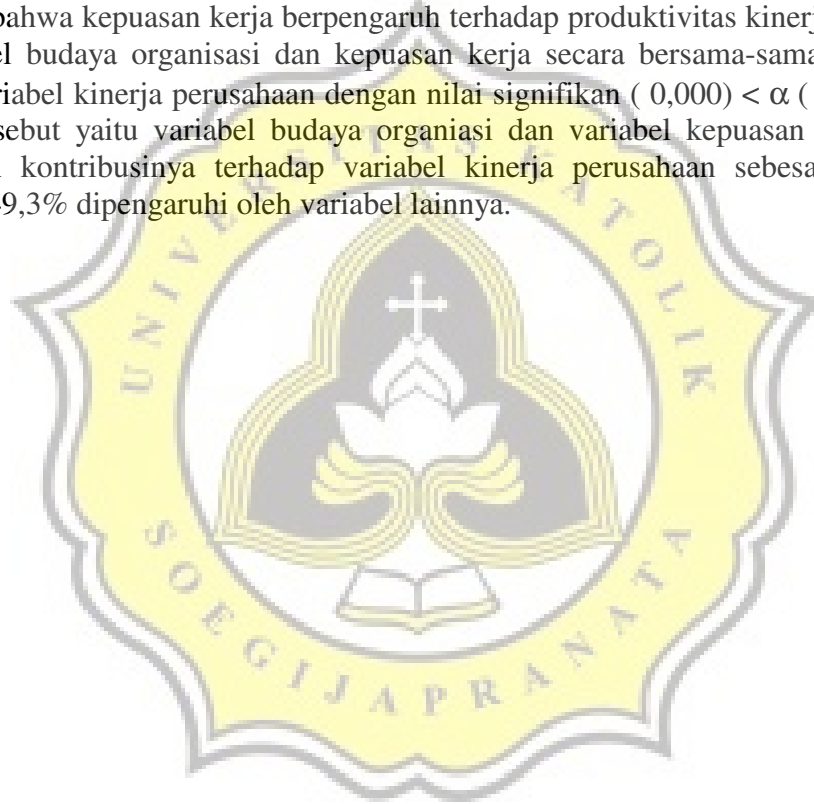 bahwa kepuasan kerja berpengaruh terhadap produktivitas kinerj
el budaya organisasi dan kepuasan kerja secara bersama-sama
riabel kinerja perusahaan dengan nilai signifikan ( 0,000) < α (
sebut yaitu variabel budaya organiasi dan variabel kepuasan
kontribusinya terhadap variabel kinerja perusahaan sebesa
9,3% dipengaruhi oleh variabel lainnya.
UNIVERSITAS KATOLIK
SOEGIJAPRANATA